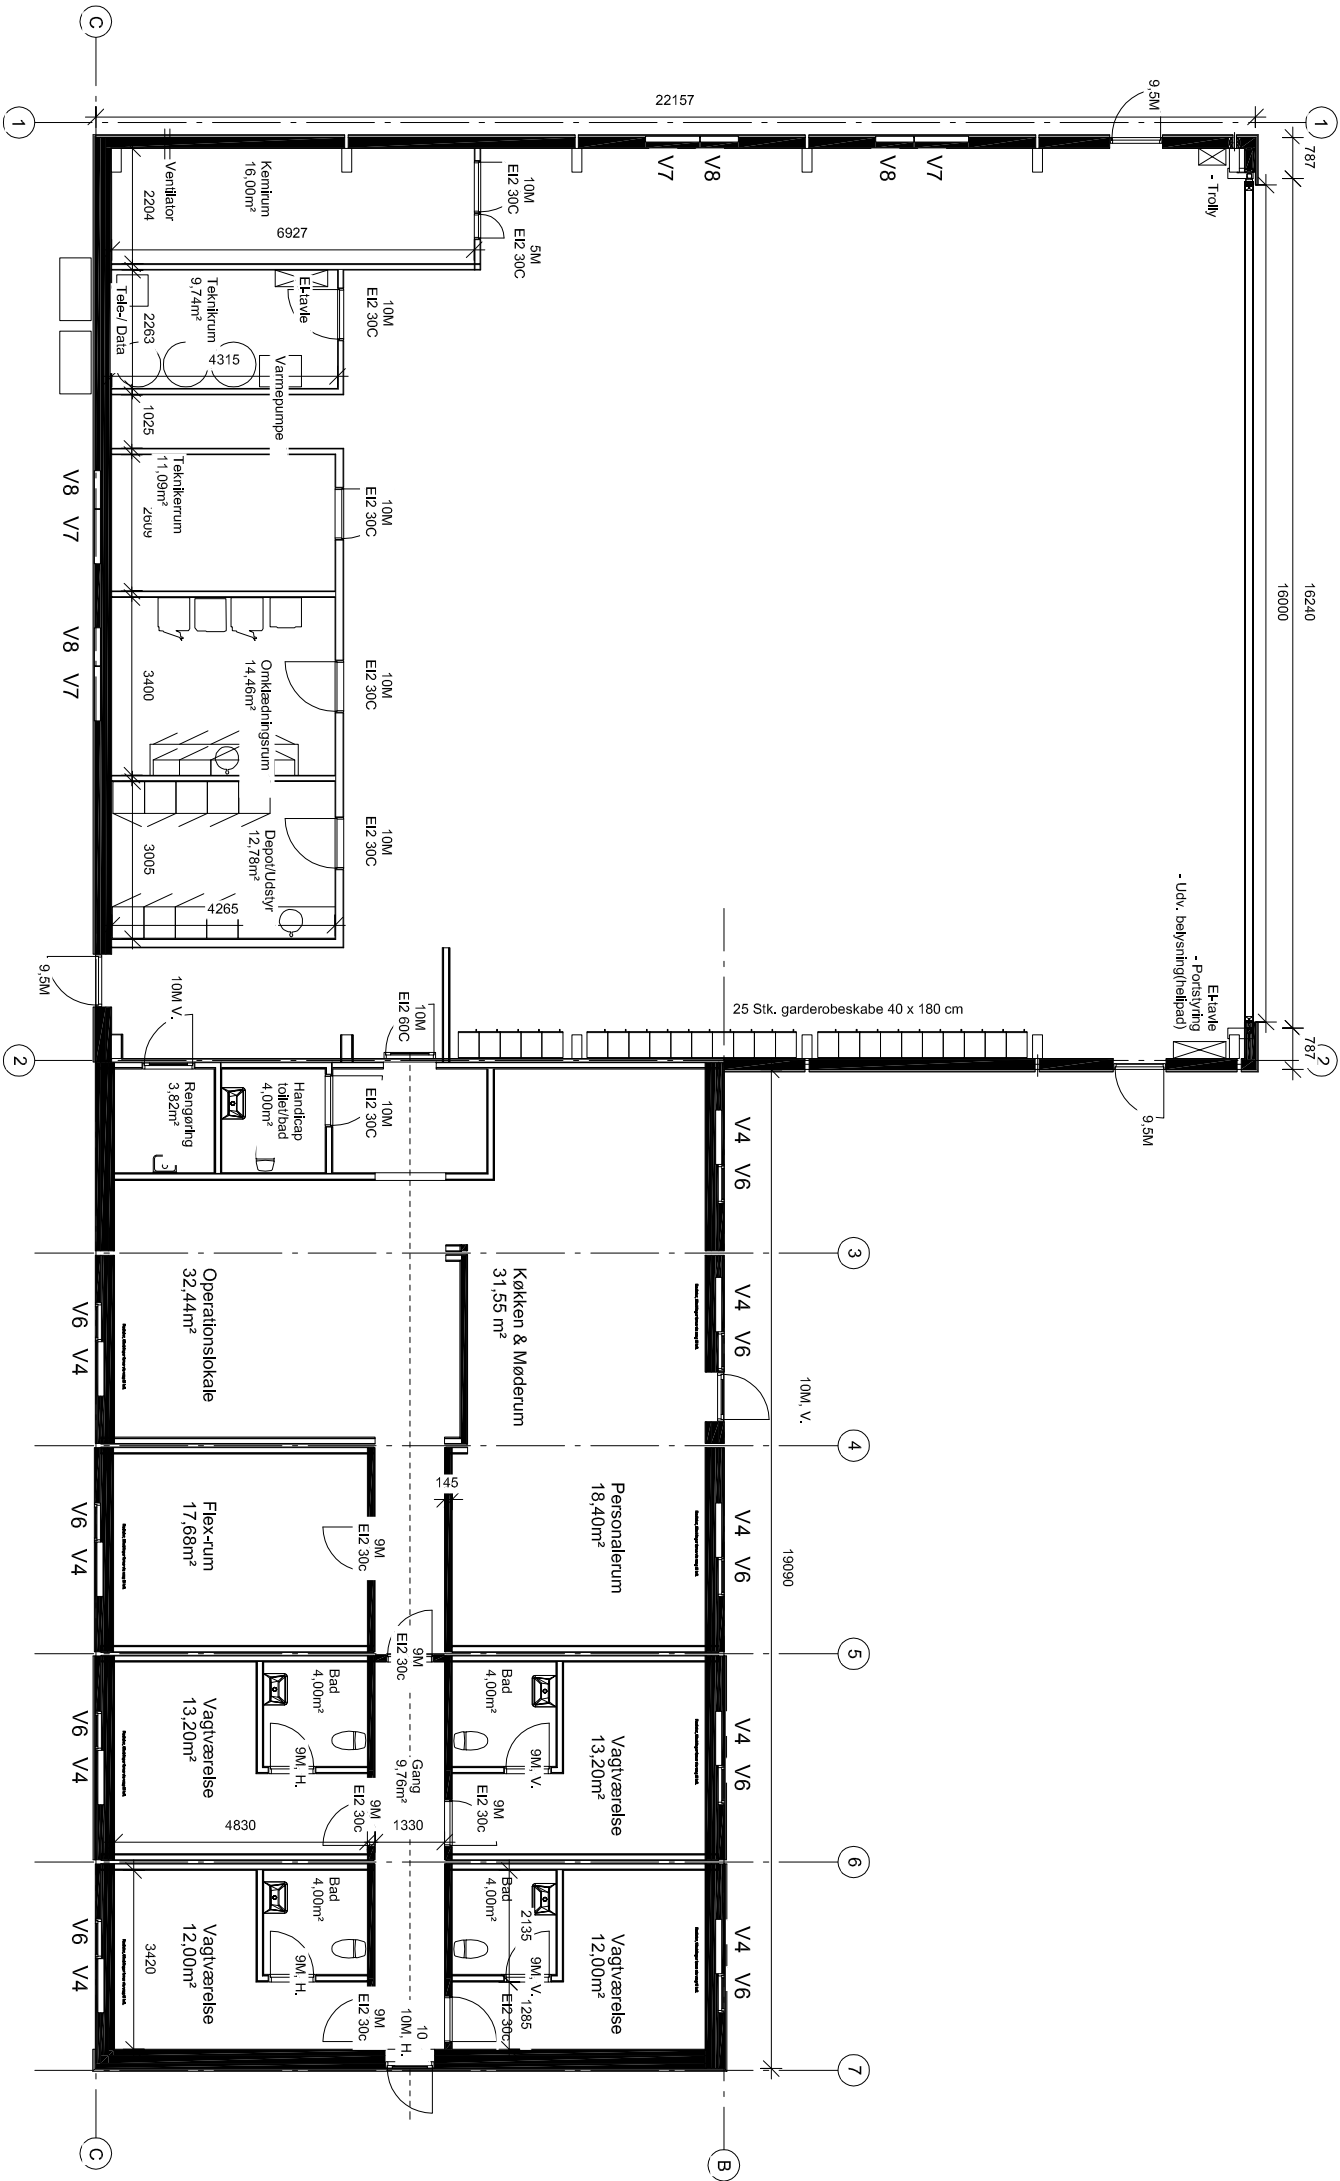 C
1
1
22157
9,5M
787
16240
16000
787
2
- Trolly
V7
V8
V8
V7
Kemirum
16,00m²
Ventilator
2204
6927
10M
EI2 30C
5M
EI2 30C
El-tavle
Teknikrum
9,74m²
Tele-/ Data
2263
4315
Varmepumpe
10M
EI2 30C
1025
Teknikerrum
11,09m²
2609
10M
EI2 30C
V8
V7
Omklædningsrum
14,46m²
3400
10M
EI2 30C
V8
V7
Depot/Udstyr
12,78m²
3005
4265
10M
EI2 30C
El-tavle
- Portstyring
- Udv. belysning(helipad)
25 Stk. garderobeskabe 40 x 180 cm
9,5M
10M V.
10M
EI2 60C
2
9,5M
Rengøring
3,82m²
Handicap
toilet/bad
4,00m²
10M
EI2 30C
V4
V6
3
Operationslokale
32,44m²
Køkken & Møderum
31,55 m²
V4
V6
V6
V4
10M, V.
4
145
Flex-rum
17,68m²
9M
EI2 30c
Personalerum
18,40m²
V4
V6
V6
V4
19090
9M
EI2 30c
5
Bad
4,00m²
Bad
4,00m²
Vagtværelse
13,20m²
Vagtværelse
13,20m²
9M, H.
9M, V.
Gang
9,76m²
9M
EI2 30c
9M
EI2 30c
4830
1330
V6
V4
V4
V6
6
Bad
4,00m²
Bad
4,00m²
2135
Vagtværelse
12,00m²
Vagtværelse
12,00m²
9M, H.
9M, V.
3420
1285
9M
EI2 30c
EI2 30c
10
10M, H.
V6
V4
V4
V6
7
C
B